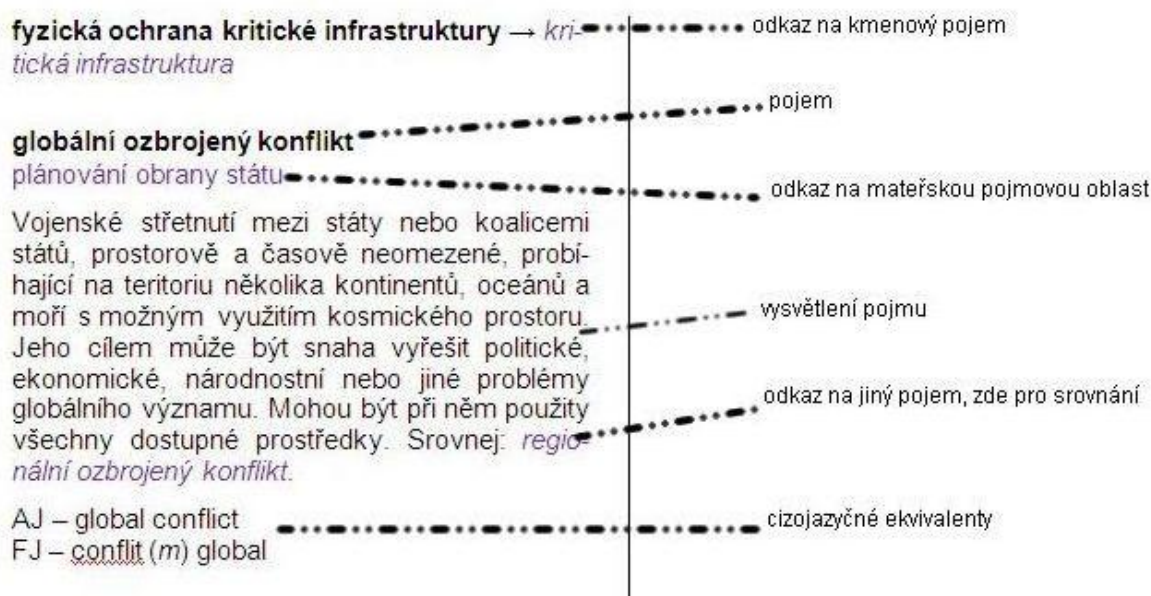 fyzická ochrana kritické infrastruktury → kri-
tická infrastruktura
odkaz na kmenový pojem
globální ozbrojený konflikt
pojem
plánování obrany státu
odkaz na mateřskou pojmovou oblast
Vojenské střetnutí mezi státy nebo koalicemi
států, prostorově a časově neomezené, probí-
hající na teritoriu několika kontinentů, oceánů a
moří s možným využitím kosmického prostoru.
Jeho cílem může být snaha vyřešit politické,
ekonomické, národnostní nebo jiné problémy
globálního významu. Mohou být při něm použity
všechny dostupné prostředky. Srovnej: regio-
nální ozbrojený konflikt.
vysvětlení pojmu
odkaz na jiný pojem, zde pro srovnání
AJ – global conflict
FJ – conflit (m) global
cizojazyčné ekvivalenty